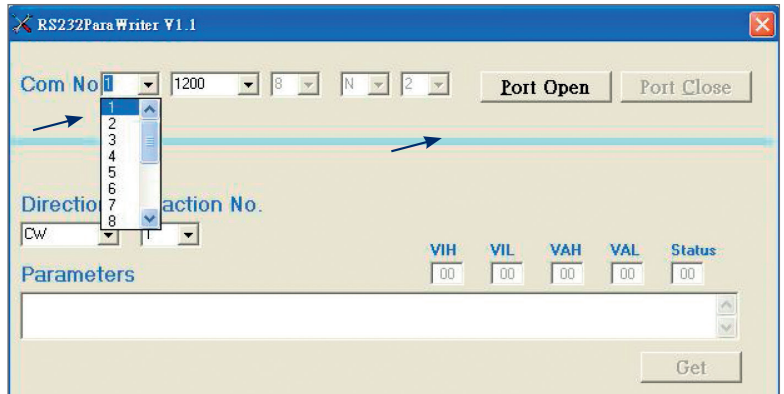 RS232ParaWriter V1.1
Com No 1 1200 8 N 2 Port Open Port Close
1
2
3
4
5
6
7
8
Directio action No.
CW 1
VIH VIL VAH VAL Status
00 00 00 00 00
Parameters
Get